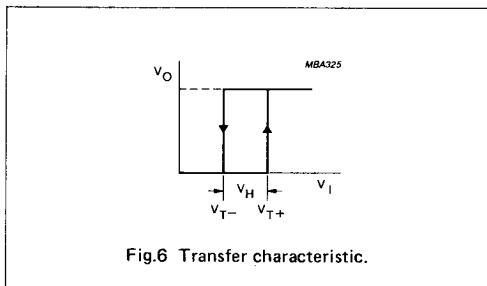 MBA325
VO
VH
VI
VT−
VT+
Fig.6 Transfer characteristic.